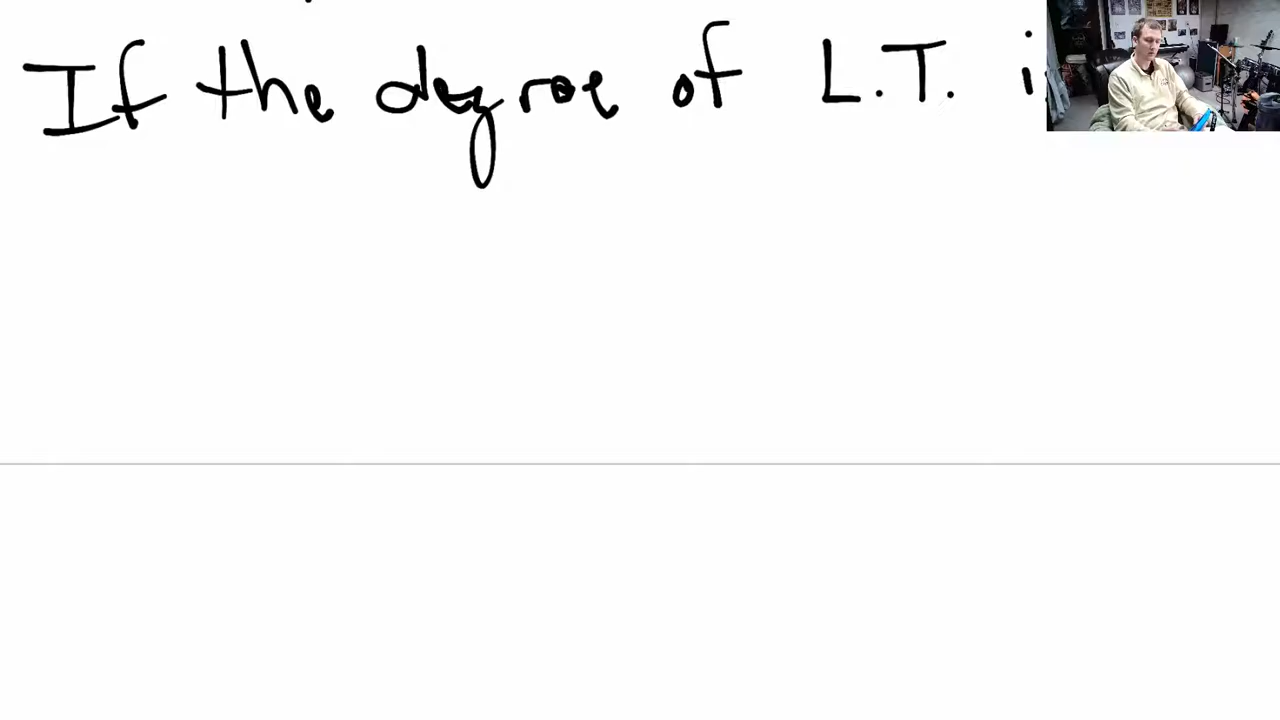 If the degree of L.T. i